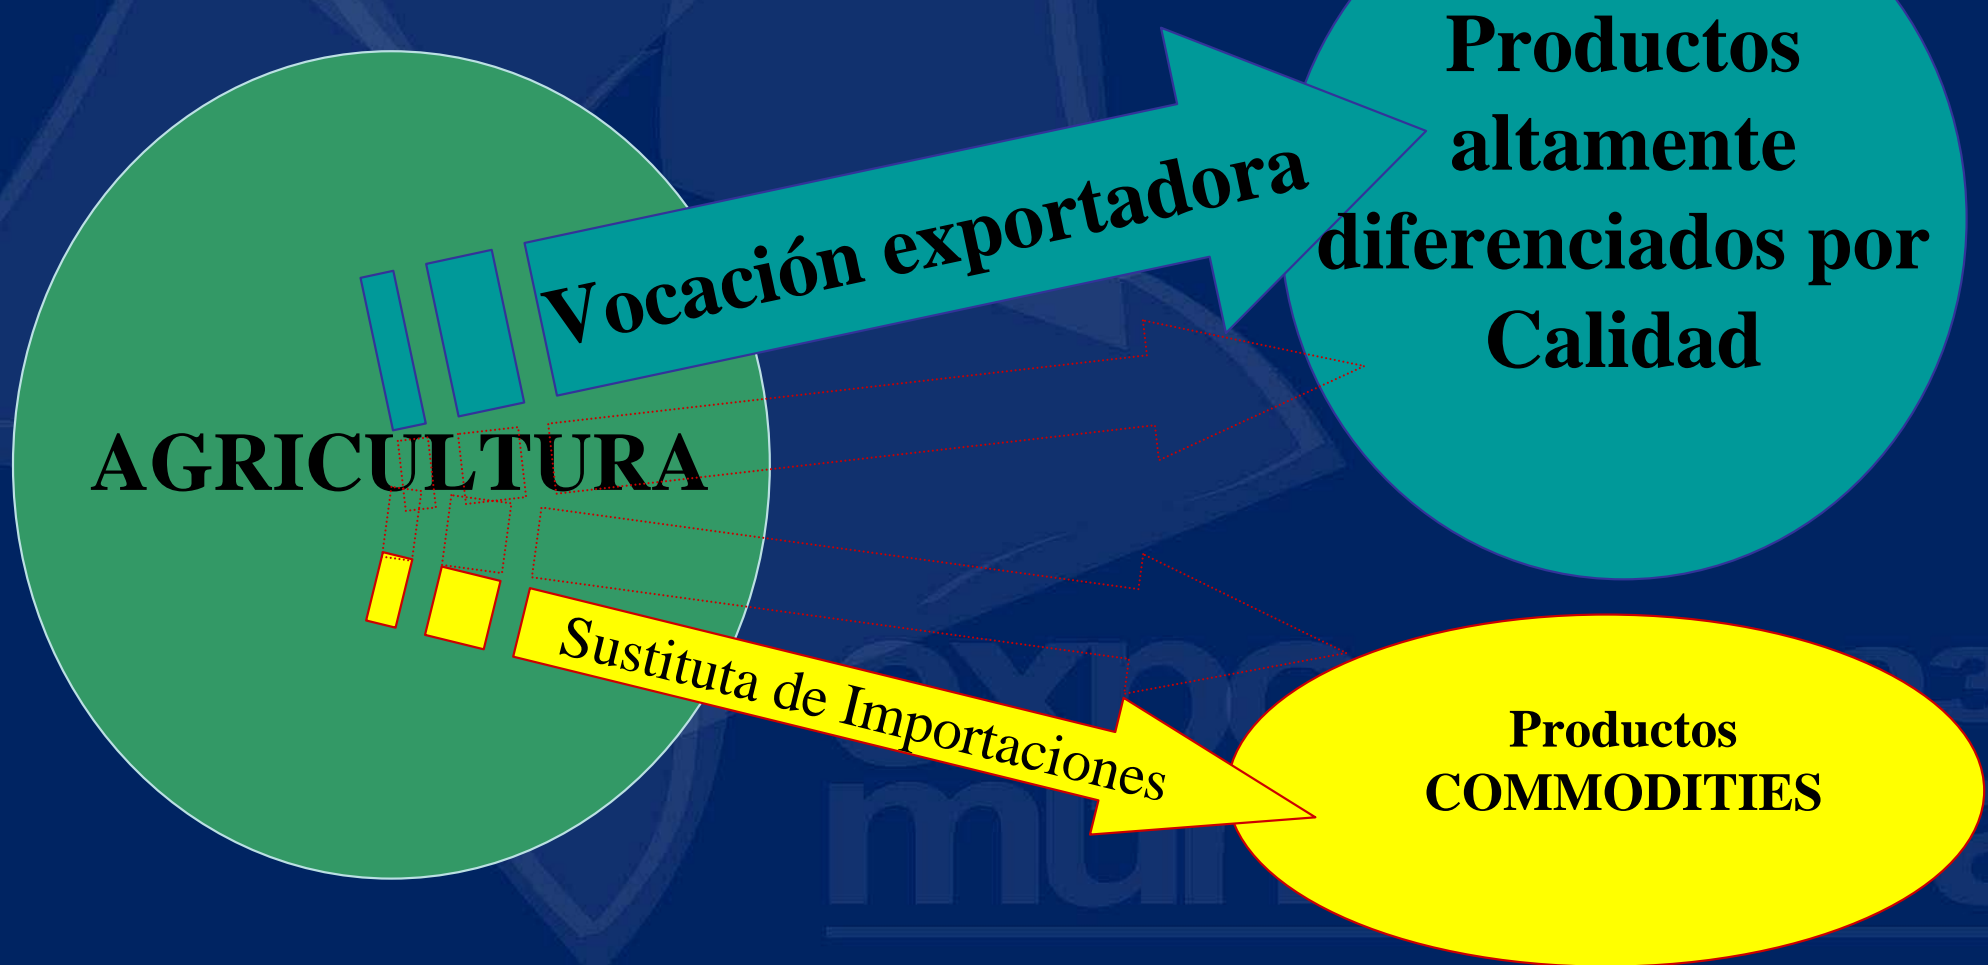 Productos
altamente
diferenciados por
Calidad
Vocación exportadora
AGRICULTURA
Sustituta de Importaciones
Productos
COMMODITIES